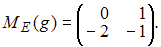 M_E(g) = \begin{pmatrix} 0 & 1 \\ -2 & -1 \end{pmatrix}.